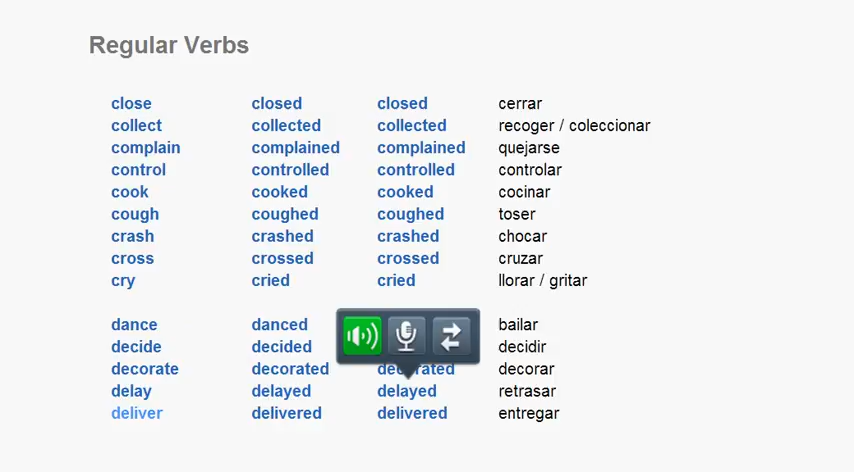 Regular Verbs
close closed closed cerrar
collect collected collected recoger / coleccionar
complain complained complained quejarse
control controlled controlled controlar
cook cooked cooked cocinar
cough coughed coughed toser
crash crashed crashed chocar
cross crossed crossed cruzar
cry cried cried llorar / gritar
dance danced bailar
decide decided decidir
decorate decorated decorated decorar
delay delayed delayed retrasar
deliver delivered delivered entregar